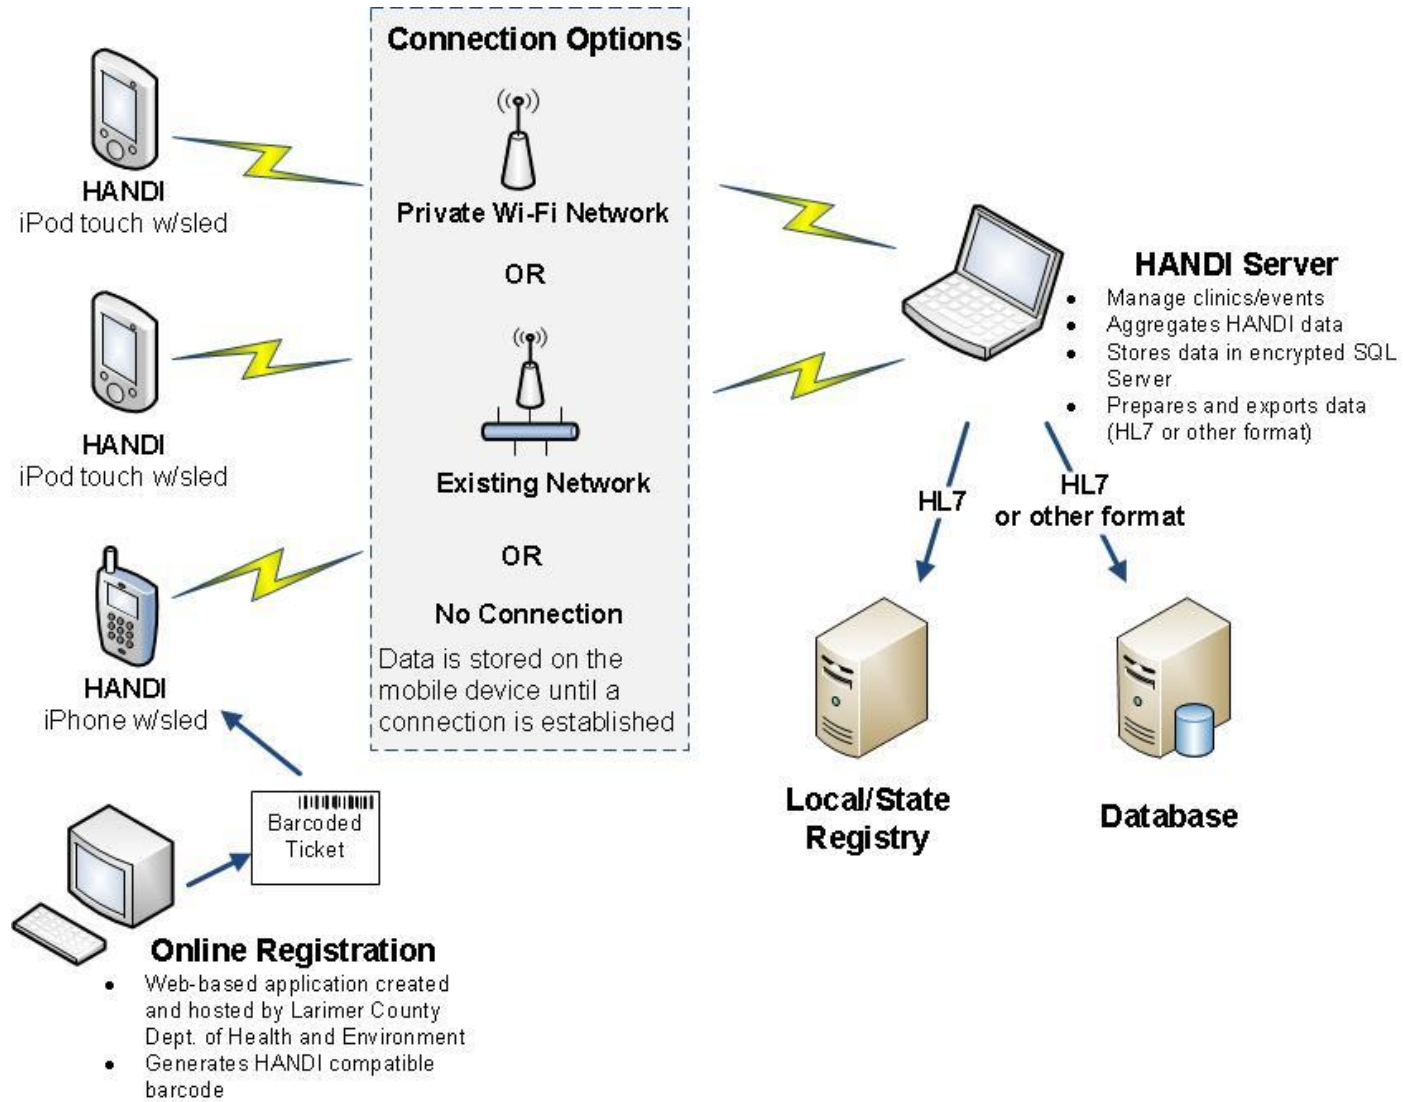 Connection Options
HANDI
iPod touch w/sled
Private Wi-Fi Network
OR
HANDI
iPod touch w/sled
Existing Network
OR
No Connection
Data is stored on the
mobile device until a
connection is established
HANDI
iPhone w/sled
Barcoded
Ticket
Online Registration
● Web-based application created
and hosted by Larimer County
Dept. of Health and Environment
● Generates HANDI compatible
barcode
HANDI Server
● Manage clinics/events
● Aggregates HANDI data
● Stores data in encrypted SQL
Server
● Prepares and exports data
(HL7 or other format)
HL7
HL7
or other format
Local/State
Registry
Database